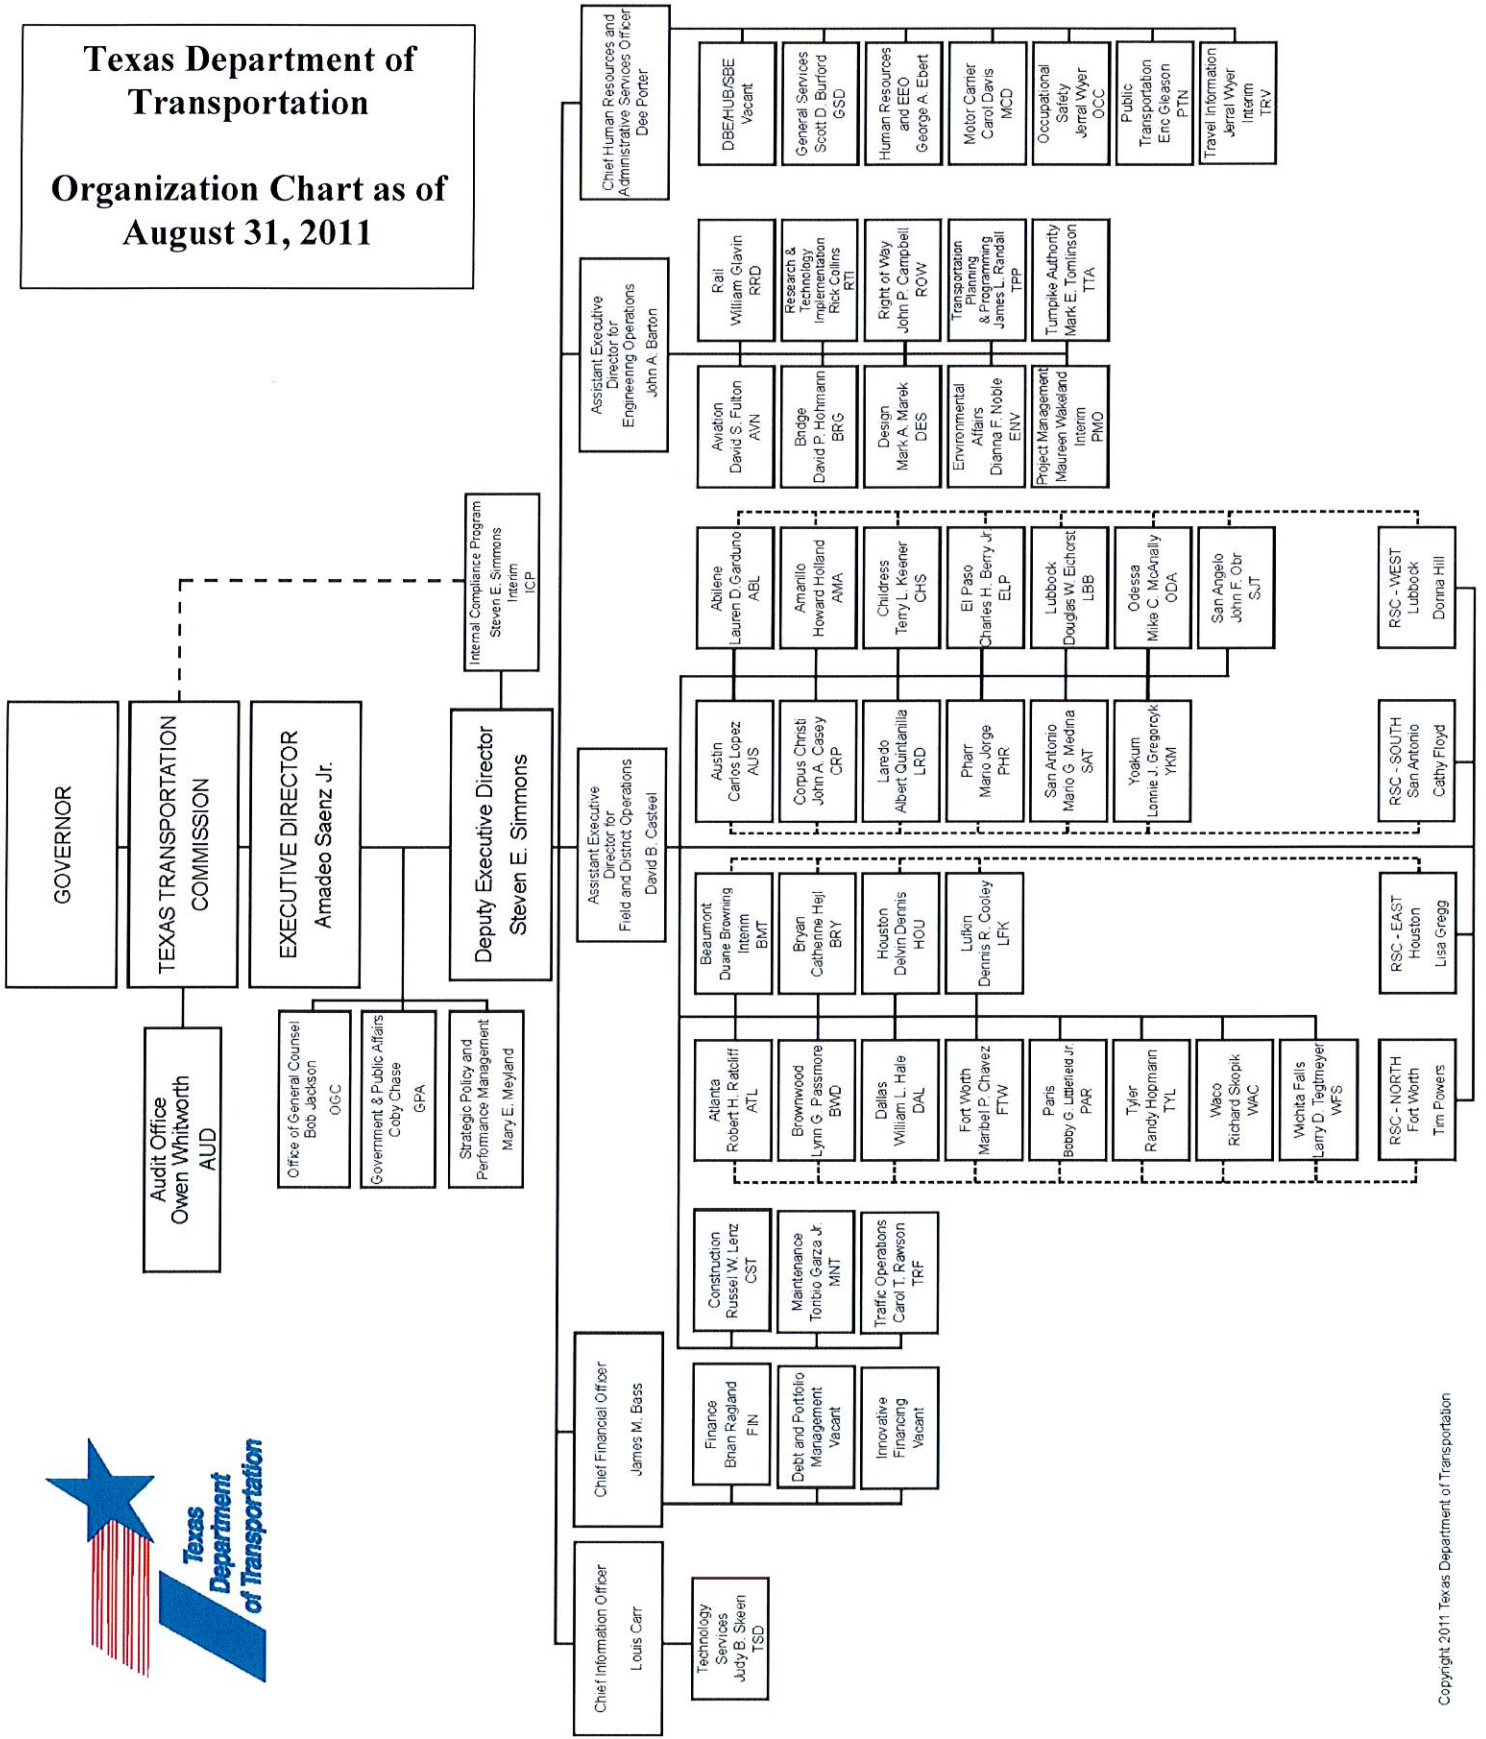 Texas Department of
Transportation
Organization Chart as of
August 31, 2011
Texas
Department
of Transportation
GOVERNOR
TEXAS TRANSPORTATION
COMMISSION
Audit Office
Owen Whitworth
AUD
EXECUTIVE DIRECTOR
Amadeo Saenz Jr.
Office of General Counsel
Bob Jackson
OGC
Government & Public Affairs
Coby Chase
GPA
Strategic Policy and
Performance Management
Mary E. Meyland
Deputy Executive Director
Steven E. Simmons
Internal Compliance Program
Steven E. Simmons
Interim
ICP
Chief Information Officer
Louis Carr
Technology
Services
Judy B. Skeen
TSD
Chief Financial Officer
James M. Bass
Finance
Brian Ragland
FIN
Debt and Portfolio
Management
Vacant
Innovative
Financing
Vacant
Assistant Executive
Director for
Field and District Operations
David B. Casteel
Construction
Russel W. Lenz
CST
Maintenance
Toribio Garza Jr.
MNT
Traffic Operations
Carol T. Rawson
TRF
Atlanta
Robert H. Ratcliff
ATL
Brownwood
Lynn G. Passmore
BWD
Dallas
William L. Hale
DAL
Fort Worth
Maribel P. Chavez
FTW
Paris
Bobby G. Littlefield Jr.
PAR
Tyler
Randy Hopmann
TYL
Waco
Richard Skopik
WAC
Wichita Falls
Larry D. Tegtmeyer
WFS
RSC - NORTH
Fort Worth
Tim Powers
Beaumont
Duane Browning
Interim
BMT
Bryan
Catherine Hejl
BRY
Houston
Delvin Dennis
HOU
Lufkin
Dennis R. Cooley
LFK
RSC - EAST
Houston
Lisa Gregg
Austin
Carlos Lopez
AUS
Corpus Christi
John A. Casey
CRP
Laredo
Albert Quintanilla
LRD
Pharr
Mario Jorge
PHR
San Antonio
Mario G. Medina
SAT
Yoakum
Lonnie J. Gregorcyk
YKM
RSC - SOUTH
San Antonio
Cathy Floyd
Abilene
Lauren D. Garduno
ABL
Amarillo
Howard Holland
AMA
Childress
Terry L. Keener
CHS
El Paso
Charles H. Berry Jr.
ELP
Lubbock
Douglas W. Eichorst
LBB
Odessa
Mike C. McAnally
ODA
San Angelo
John F. Obr
SJT
RSC - WEST
Lubbock
Donna Hill
Assistant Executive
Director for
Engineering Operations
John A. Barton
Aviation
David S. Fulton
AVN
Bridge
David P. Hohmann
BRG
Design
Mark A. Marek
DES
Environmental
Affairs
Dianna F. Noble
ENV
Project Management
Maureen Wakeland
Interim
PMO
Rail
William Glavin
RRD
Research &
Technology
Implementation
Rick Collins
RTI
Right of Way
John P. Campbell
ROW
Transportation
Planning
& Programming
James L. Randall
TPP
Turnpike Authority
Mark E. Tomlinson
TTA
Chief Human Resources and
Administrative Services Officer
Dee Porter
DBE/HUB/SBE
Vacant
General Services
Scott D. Burford
GSD
Human Resources
and EEO
George A. Ebert
Motor Carrier
Carol Davis
MCD
Occupational
Safety
Jerral Wyer
OCC
Public
Transportation
Eric Gleason
PTN
Travel Information
Jerral Wyer
Interim
TRV
Copyright 2011 Texas Department of Transportation